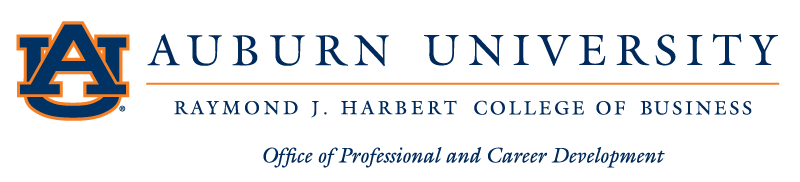 AU®
AUBURN UNIVERSITY
RAYMOND J. HARBERT COLLEGE OF BUSINESS
Office of Professional and Career Development